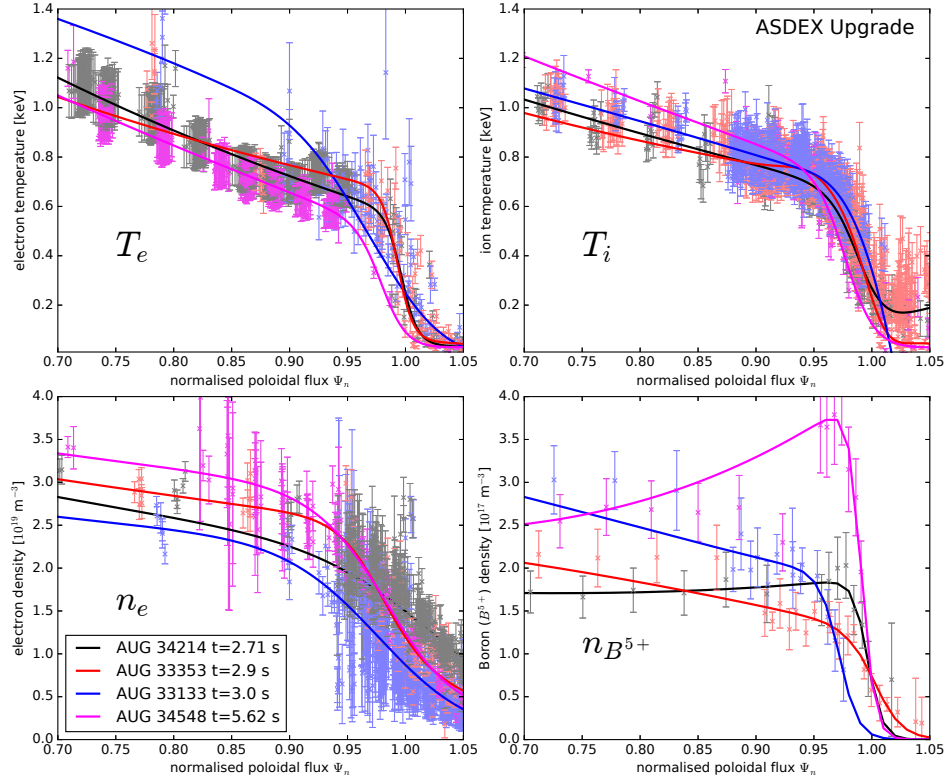 1.4
1.2
1.0
0.8
0.6
0.4
0.2
electron temperature [keV]
T_e
0.70 0.75 0.80 0.85 0.90 0.95 1.00 1.05
normalised poloidal flux Ψ_n
ASDEX Upgrade
1.4
1.2
1.0
0.8
0.6
0.4
0.2
ion temperature [keV]
T_i
0.70 0.75 0.80 0.85 0.90 0.95 1.00 1.05
normalised poloidal flux Ψ_n
4.0
3.5
3.0
2.5
2.0
1.5
1.0
0.5
0.0
electron density [10^19 m^-3]
n_e
AUG 34214 t=2.71 s
AUG 33353 t=2.9 s
AUG 33133 t=3.0 s
AUG 34548 t=5.62 s
0.70 0.75 0.80 0.85 0.90 0.95 1.00 1.05
normalised poloidal flux Ψ_n
4.0
3.5
3.0
2.5
2.0
1.5
1.0
0.5
0.0
Boron (B^5+) density [10^17 m^-3]
n_B^5+
0.70 0.75 0.80 0.85 0.90 0.95 1.00 1.05
normalised poloidal flux Ψ_n